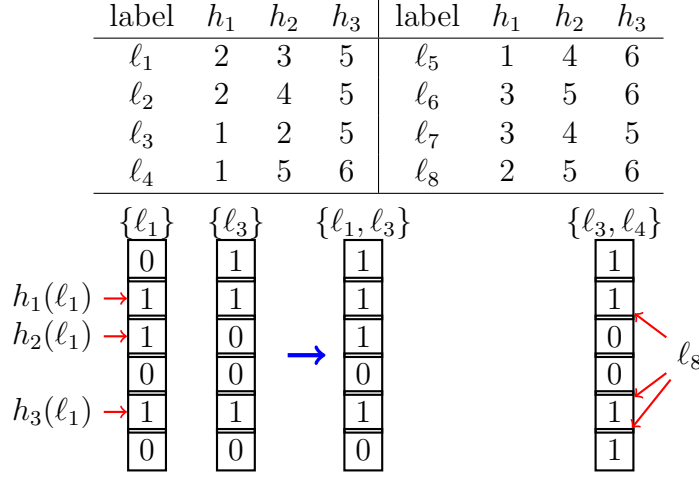 label h₁ h₂ h₃ label h₁ h₂ h₃
ℓ₁ 2 3 5 ℓ₅ 1 4 6
ℓ₂ 2 4 5 ℓ₆ 3 5 6
ℓ₃ 1 2 5 ℓ₇ 3 4 5
ℓ₄ 1 5 6 ℓ₈ 2 5 6
{ℓ₁} {ℓ₃} {ℓ₁, ℓ₃} {ℓ₃, ℓ₄}
0 1 1 1
h₁(ℓ₁) 1 1 1 1
h₂(ℓ₁) 1 0 1 0
0 0 0 0 ℓ₈
h₃(ℓ₁) 1 1 1 1
0 0 0 1